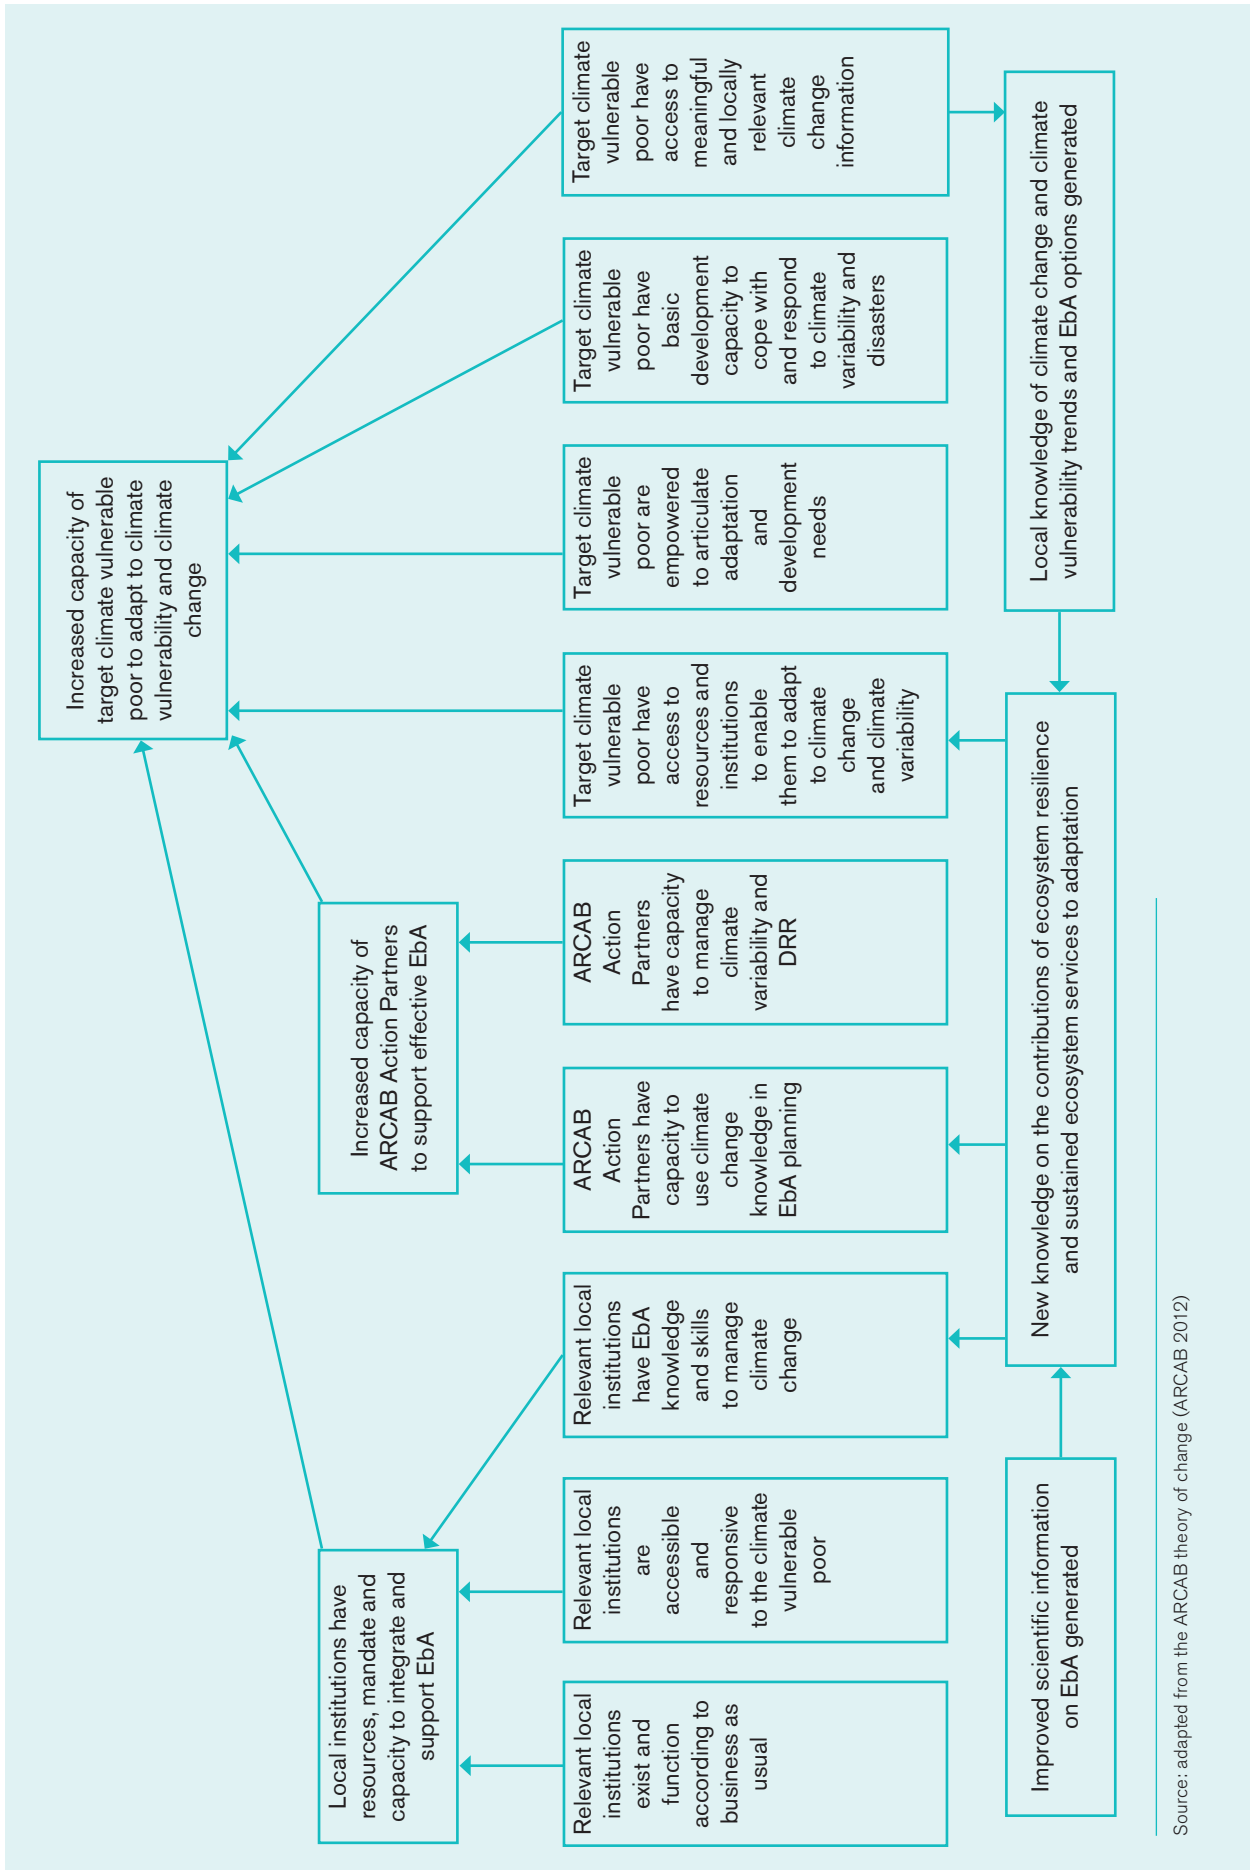 Increased capacity of
target climate vulnerable
poor to adapt to climate
vulnerability and climate
change
Local institutions have
resources, mandate and
capacity to integrate and
support EbA
Increased capacity of
ARCAB Action Partners
to support effective EbA
Relevant local
institutions
exist and
function
according to
business as
usual
Relevant local
institutions
are
accessible
and
responsive
to the climate
vulnerable
poor
Relevant local
institutions
have EbA
knowledge
and skills
to manage
climate
change
ARCAB
Action
Partners have
capacity to
use climate
change
knowledge in
EbA planning
ARCAB
Action
Partners
have capacity
to manage
climate
variability and
DRR
Target climate
vulnerable
poor have
access to
resources and
institutions
to enable
them to adapt
to climate
change
and climate
variability
Target climate
vulnerable
poor are
empowered
to articulate
adaptation
and
development
needs
Target climate
vulnerable
poor have
basic
development
capacity to
cope with
and respond
to climate
variability and
disasters
Target climate
vulnerable
poor have
access to
meaningful
and locally
relevant
climate
change
information
Improved scientific information
on EbA generated
New knowledge on the contributions of ecosystem resilience
and sustained ecosystem services to adaptation
Local knowledge of climate change and climate
vulnerability trends and EbA options generated
Source: adapted from the ARCAB theory of change (ARCAB 2012)